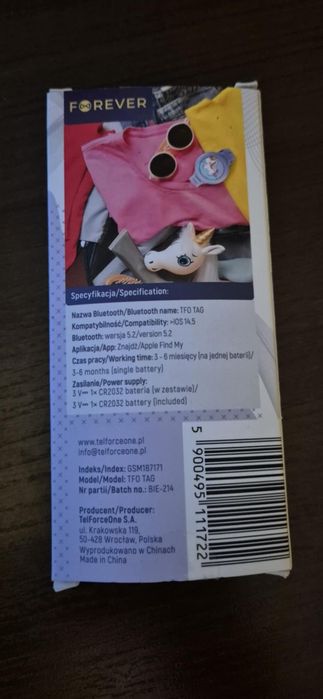 FOREVER
Specyfikacja/Specification:
Nazwa Bluetooth/Bluetooth name: TFO TAG
Kompatybilność/Compatibility: >iOS 14.5
Bluetooth: wersja 5.2/version 5.2
Aplikacja/App: Znajdź/Apple Find My
Czas pracy/Working time: 3 - 6 miesięcy (na jednej baterii)/
3-6 months (single battery)
Zasilanie/Power supply:
3 V⎓ 1× CR2032 bateria (w zestawie)/
3 V⎓ 1× CR2032 battery (included)
www.telforceone.pl
info@telforceone.pl
Indeks/Index: GSM187171
Model/Model: TFO TAG
Nr partii/Batch no.: BIE-214
Producent/Producer:
TelForceOne S.A.
ul. Krakowska 119,
50-428 Wrocław, Polska
Wyprodukowano w Chinach
Made in China
5 900495 111722